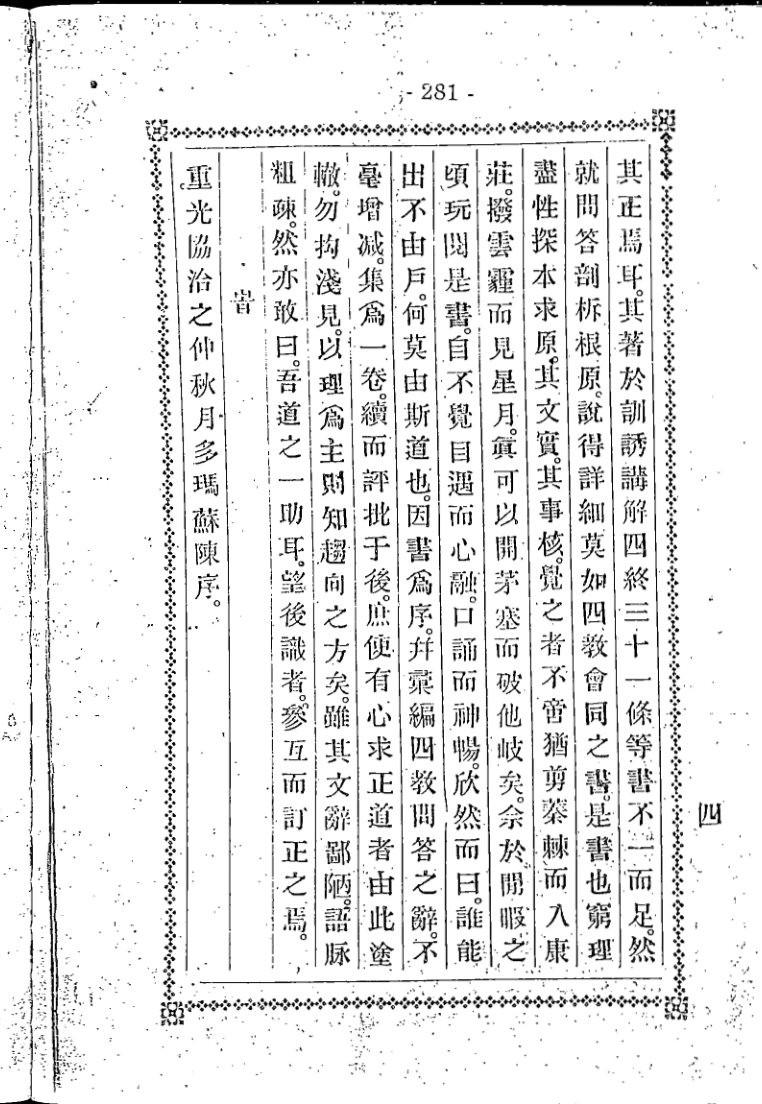 - 281 -
四
其正焉耳。其著於訓誘講解四終三十一條等書不一而足。然
就問答剖析根原。說得詳細莫如四教會同之書。是書也窮理
盡性探本求原。其文實。其事核。覺之者不啻猶剪蓁棘而入康
莊。撥雲霾而見星月。眞可以開茅塞而破他岐矣。余於閒暇之
頃玩閱是書。自不覺目遇而心融。口誦而神暢。欣然而曰。誰能
出不由戶。何莫由斯道也。因書爲序。幷彙編四教問答之辭。不
毫增减。集爲一卷。續而評批于後。庶使有心求正道者由此塗
轍。勿拘淺見。以理爲主則知趨向之方矣。雖其文辭鄙陋。語脉
粗疎。然亦敢曰。吾道之一助耳。望後識者。參互而訂正之焉。
旹
重光協洽之仲秋月多瑪蘇陳序。